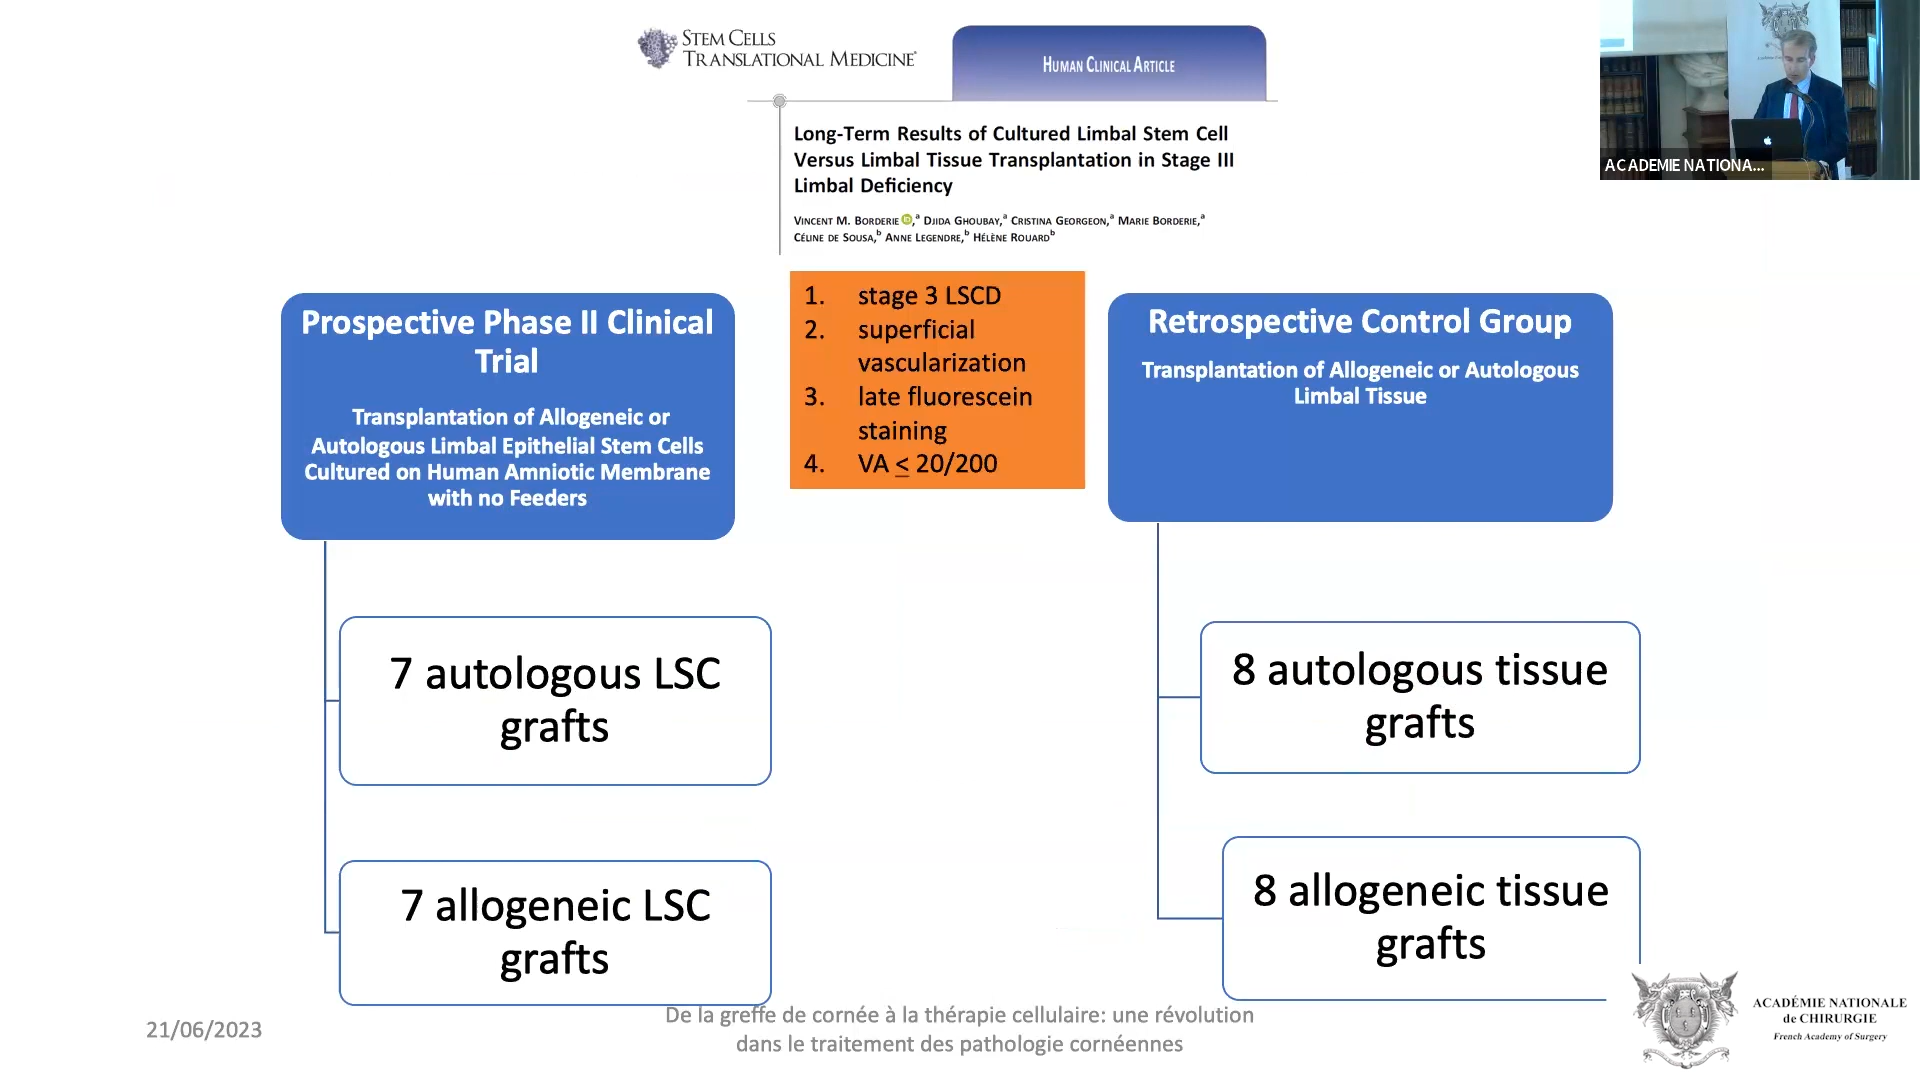 STEM CELLS
TRANSLATIONAL MEDICINE®
HUMAN CLINICAL ARTICLE
ACADEMIE NATIONA...
Long-Term Results of Cultured Limbal Stem Cell
Versus Limbal Tissue Transplantation in Stage III
Limbal Deficiency
VINCENT M. BORDERIE iD,ª DJIDA GHOUBAY,ª CRISTINA GEORGEON,ª MARIE BORDERIE,ª
CÉLINE DE SOUSA,ᵇ ANNE LEGENDRE,ᵇ HÉLÈNE ROUARDᵇ
Prospective Phase II Clinical
Trial
Transplantation of Allogeneic or
Autologous Limbal Epithelial Stem Cells
Cultured on Human Amniotic Membrane
with no Feeders
1. stage 3 LSCD
2. superficial
vascularization
3. late fluorescein
staining
4. VA ≤ 20/200
Retrospective Control Group
Transplantation of Allogeneic or Autologous
Limbal Tissue
7 autologous LSC
grafts
8 autologous tissue
grafts
7 allogeneic LSC
grafts
8 allogeneic tissue
grafts
21/06/2023
De la greffe de cornée à la thérapie cellulaire: une révolution
dans le traitement des pathologie cornéennes
ACADÉMIE NATIONALE
de CHIRURGIE
French Academy of Surgery